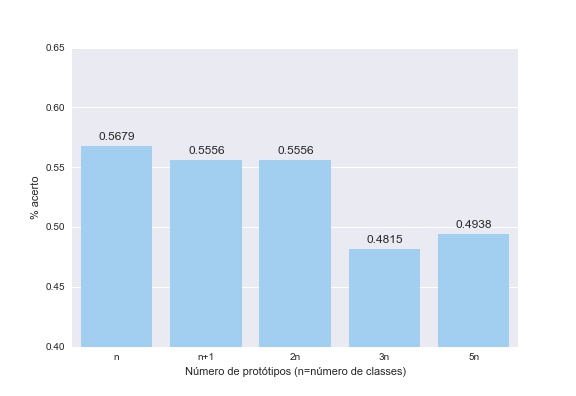 0.65
0.60
0.55
0.50
0.45
0.40
% acerto
0.5679
0.5556
0.5556
0.4815
0.4938
n
n+1
2n
3n
5n
Número de protótipos (n=número de classes)